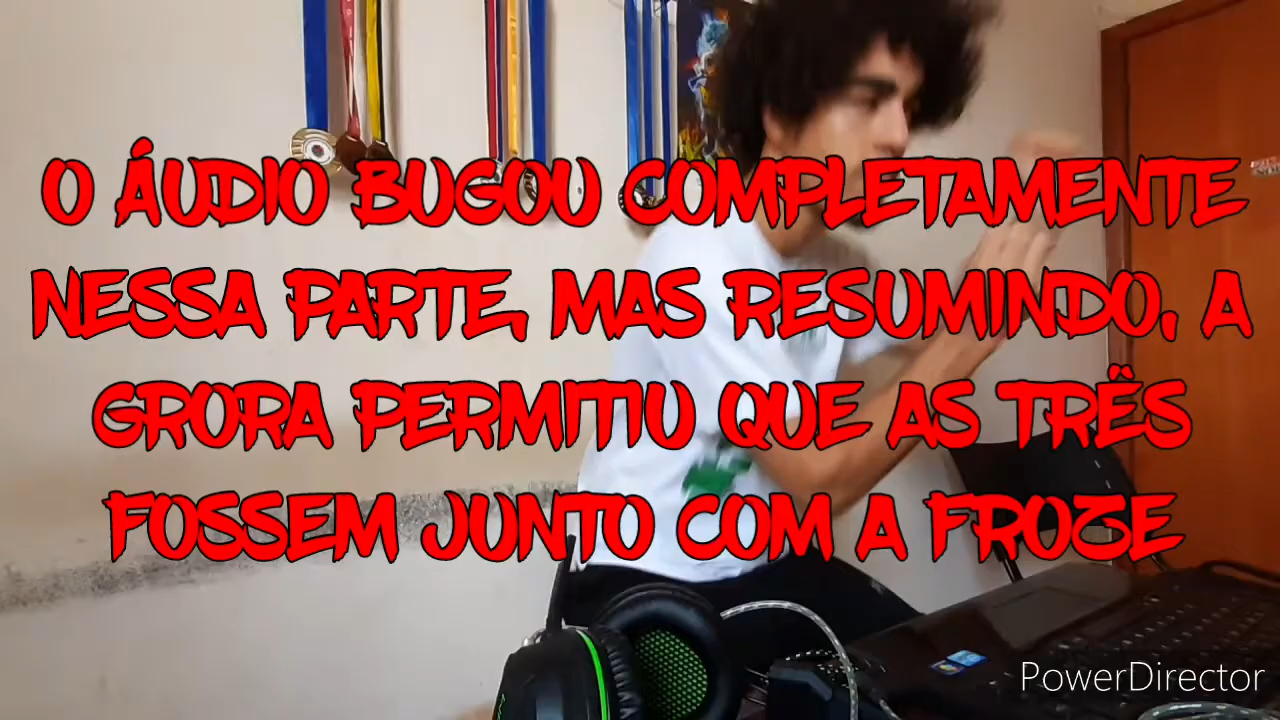 O ÁUDIO BUGOU COMPLETAMENTE
NESSA PARTE, MAS RESUMINDO, A
GRORA PERMITIU QUE AS TRÊS
FOSSEM JUNTO COM A FROZE
PowerDirector